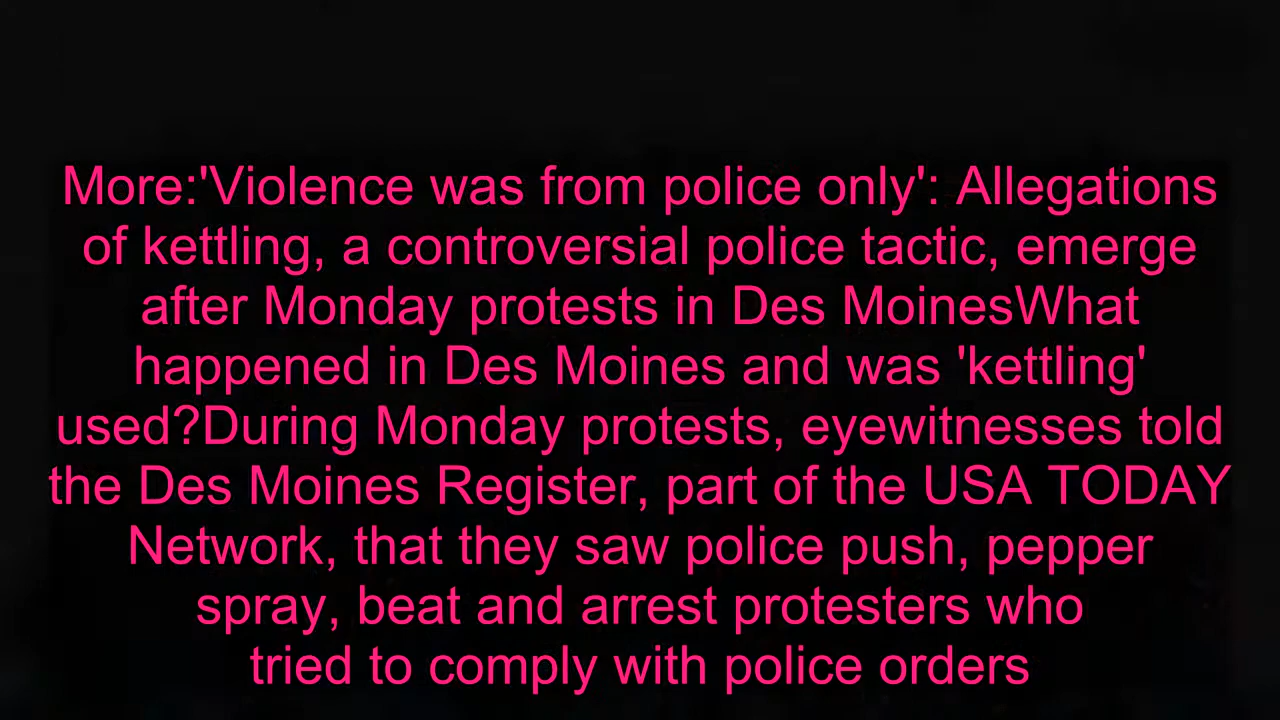 More:'Violence was from police only': Allegations
of kettling, a controversial police tactic, emerge
after Monday protests in Des MoinesWhat
happened in Des Moines and was 'kettling'
used?During Monday protests, eyewitnesses told
the Des Moines Register, part of the USA TODAY
Network, that they saw police push, pepper
spray, beat and arrest protesters who
tried to comply with police orders